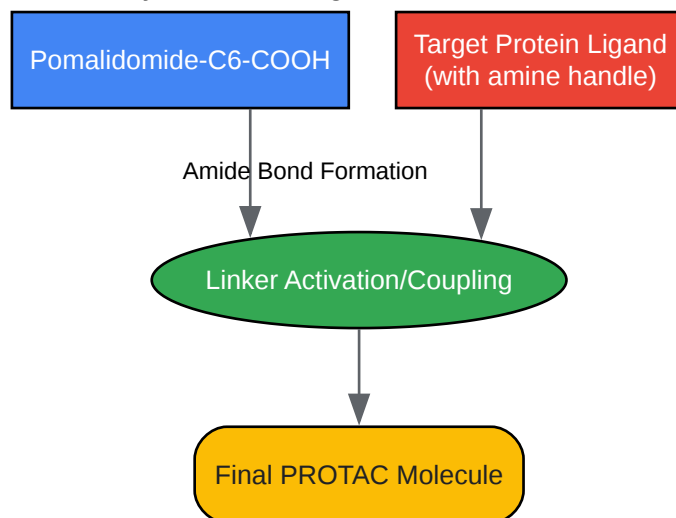 Pomalidomide-C6-COOH
Target Protein Ligand
(with amine handle)
Amide Bond Formation
Linker Activation/Coupling
Final PROTAC Molecule